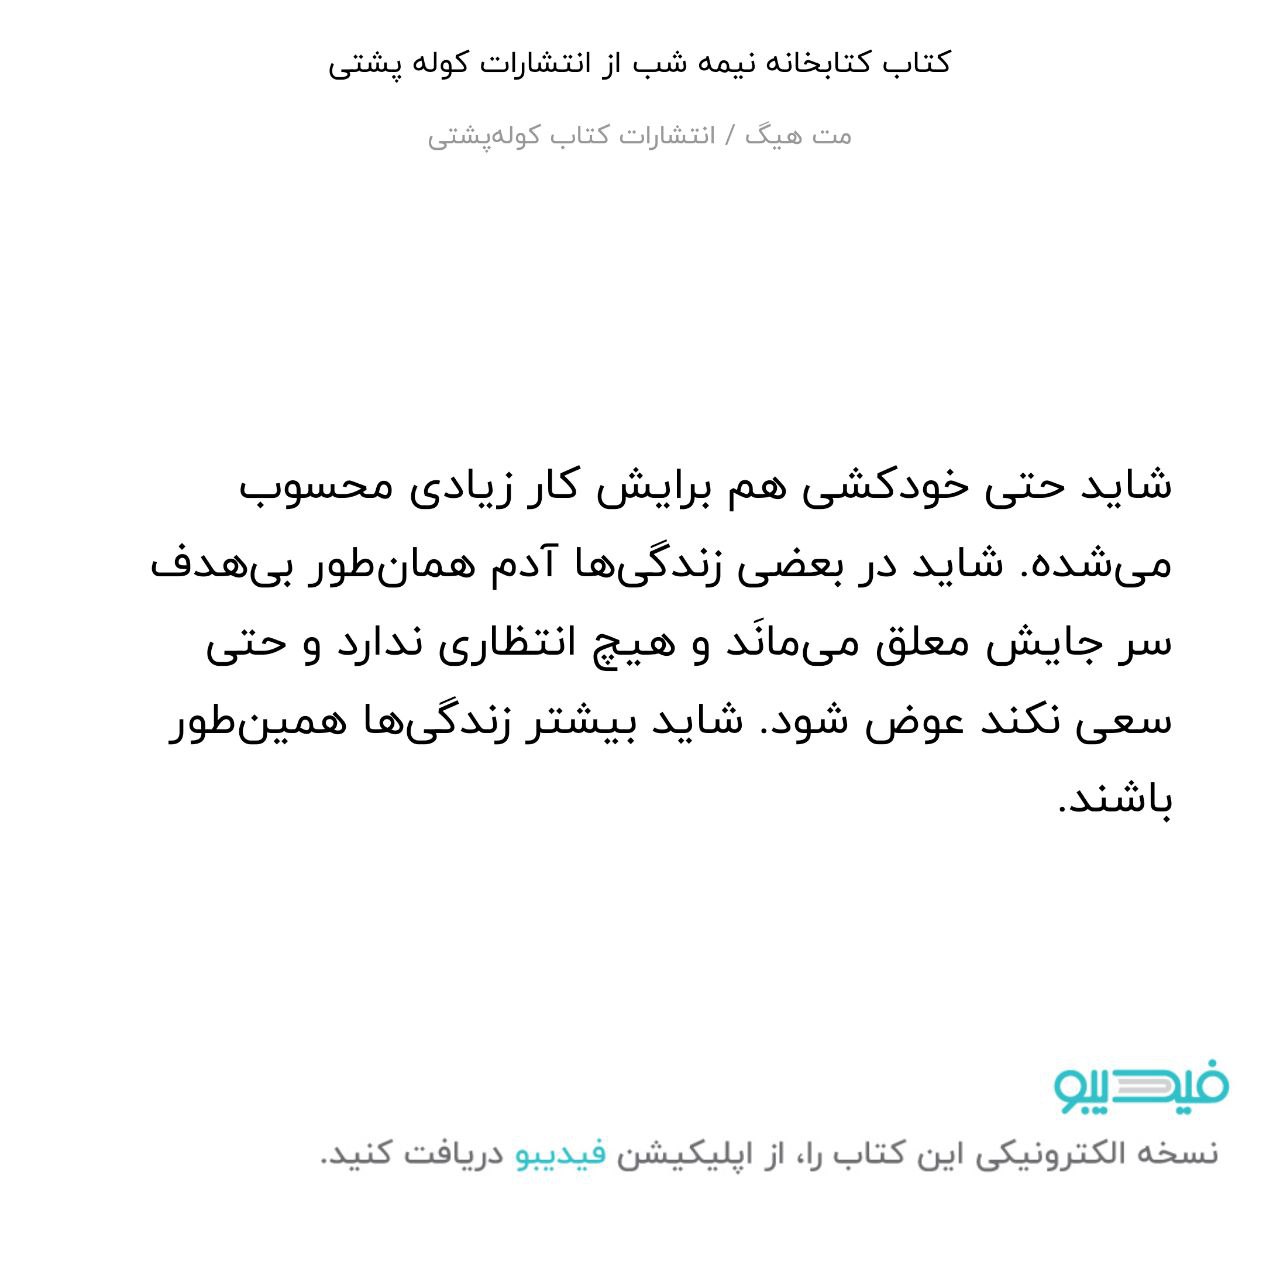 کتاب کتابخانه نیمه شب از انتشارات کوله پشتی
مت هیگ / انتشارات کتاب کوله‌پشتی
شاید حتی خودکشی هم برایش کار زیادی محسوب
می‌شده. شاید در بعضی زندگی‌ها آدم همان‌طور بی‌هدف
سر جایش معلق می‌مانَد و هیچ انتظاری ندارد و حتی
سعی نکند عوض شود. شاید بیشتر زندگی‌ها همین‌طور
باشند.
فیدیبو
نسخه الکترونیکی این کتاب را، از اپلیکیشن فیدیبو دریافت کنید.